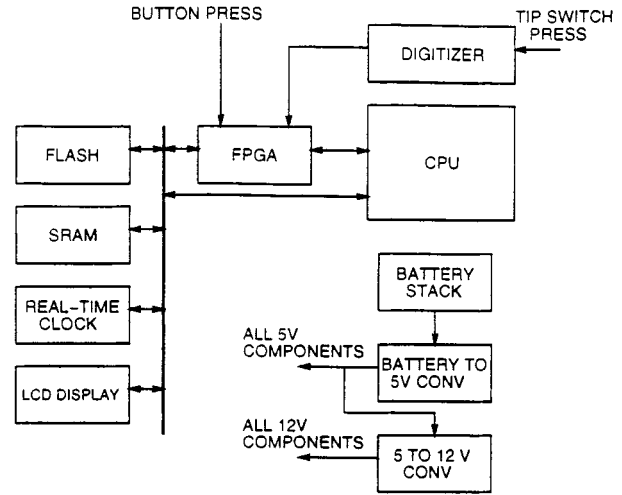 BUTTON PRESS
TIP SWITCH
PRESS
DIGITIZER
FLASH
FPGA
CPU
SRAM
REAL-TIME
CLOCK
LCD DISPLAY
BATTERY
STACK
ALL 5V
COMPONENTS
BATTERY TO
5V CONV
ALL 12V
COMPONENTS
5 TO 12 V
CONV